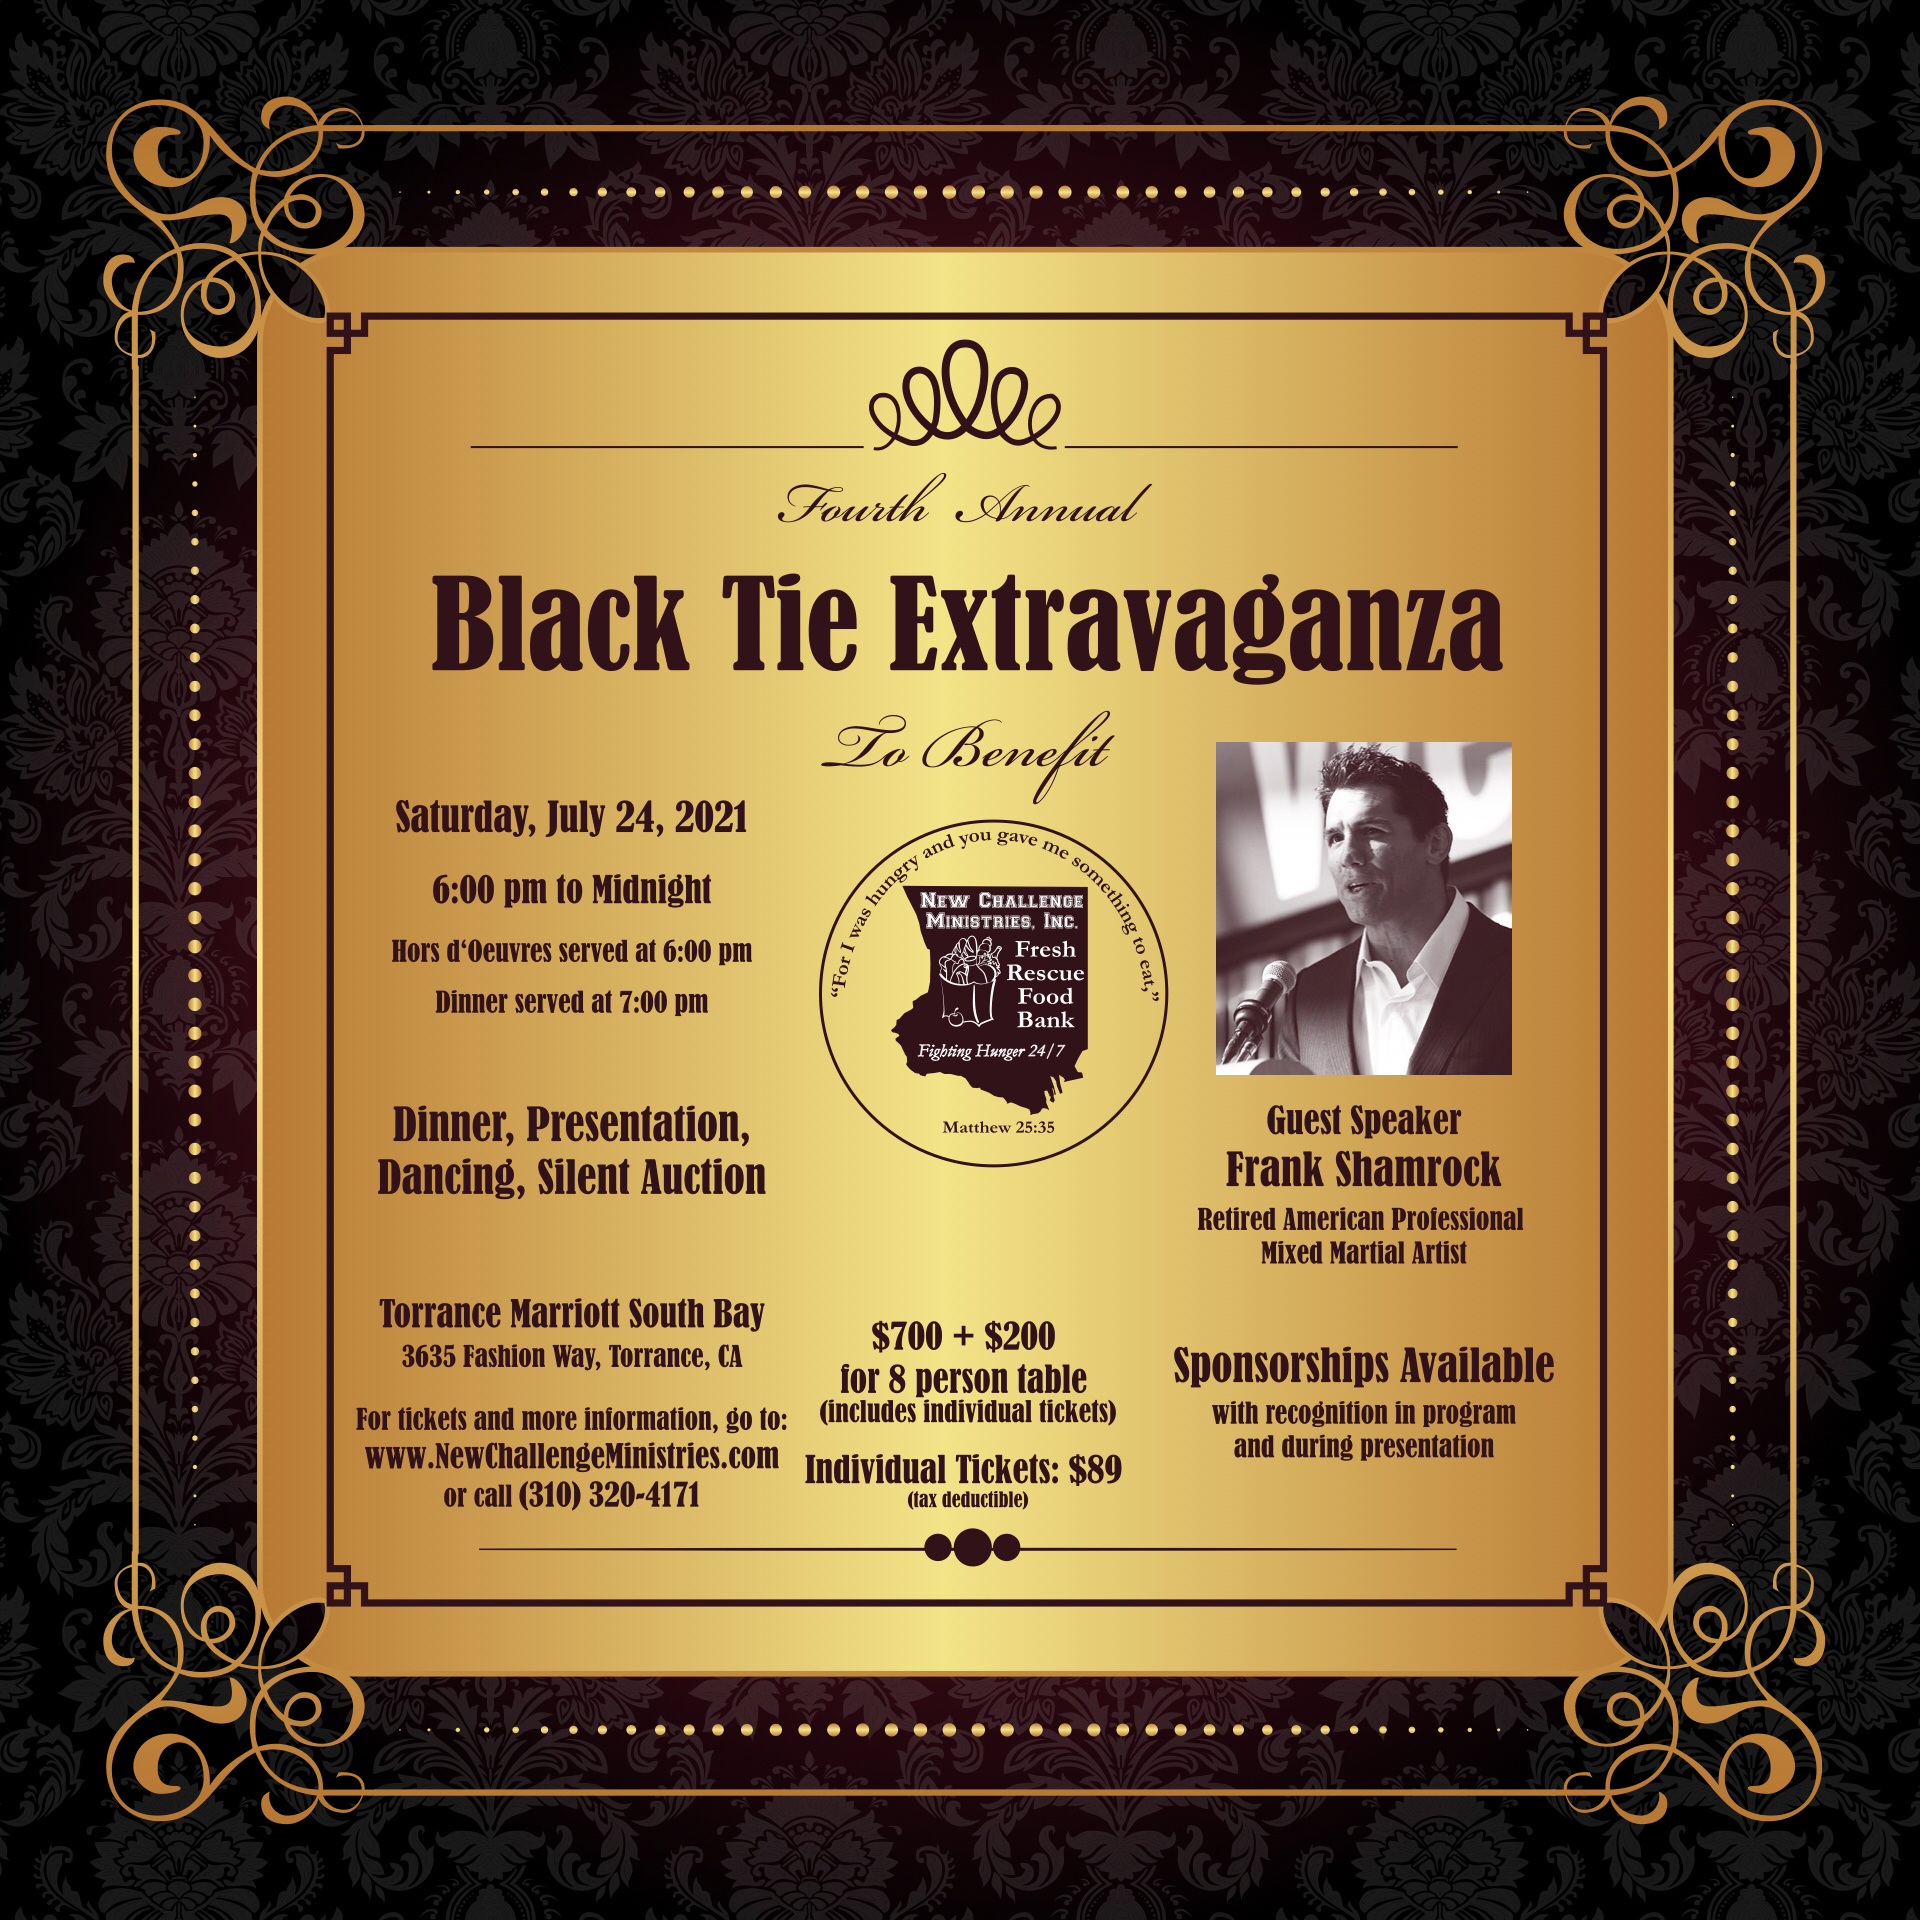 Fourth Annual
Black Tie Extravaganza
To Benefit
Saturday, July 24, 2021
6:00 pm to Midnight
Hors d‘Oeuvres served at 6:00 pm
Dinner served at 7:00 pm
Dinner, Presentation,
Dancing, Silent Auction
Torrance Marriott South Bay
3635 Fashion Way, Torrance, CA
For tickets and more information, go to:
www.NewChallengeMinistries.com
or call (310) 320-4171
“For I was hungry and you gave me something to eat,”
New Challenge
Ministries, Inc.
Fresh
Rescue
Food
Bank
Fighting Hunger 24/7
Matthew 25:35
$700 + $200
for 8 person table
(includes individual tickets)
Individual Tickets: $89
(tax deductible)
Guest Speaker
Frank Shamrock
Retired American Professional
Mixed Martial Artist
Sponsorships Available
with recognition in program
and during presentation